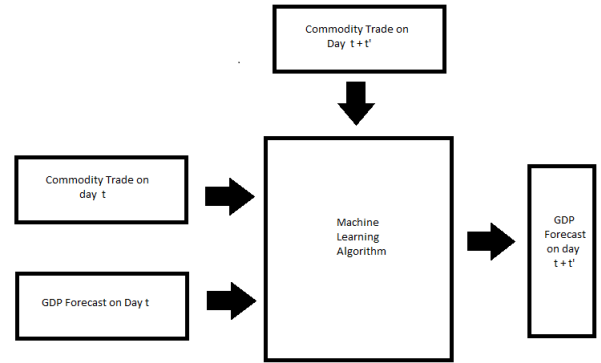 Commodity Trade on
Day t + t'
Commodity Trade on
day t
GDP Forecast on Day t
Machine
Learning
Algorithm
GDP
Forecast
on day
t + t'